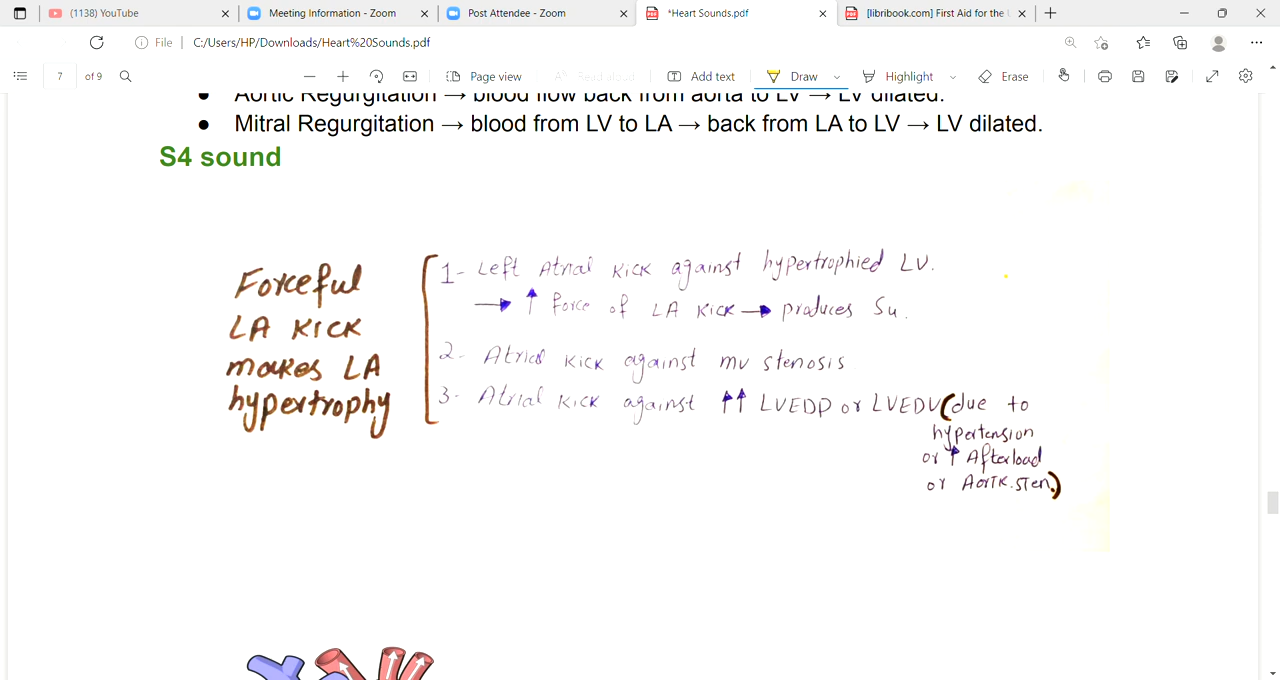 (1138) YouTube
Meeting Information - Zoom
Post Attendee - Zoom
*Heart Sounds.pdf
[libribook.com] First Aid for the
File
C:/Users/HP/Downloads/Heart%20Sounds.pdf
7 of 9
Page view
Read aloud
Add text
Draw
Highlight
Erase
● Aortic Regurgitation → blood flow back from aorta to LV → LV dilated.
● Mitral Regurgitation → blood from LV to LA → back from LA to LV → LV dilated.
S4 sound
Forceful
LA KICK
makes LA
hypertrophy
1- Left Atrial Kick against hypertrophied LV.
→ ↑ force of LA Kick → produces S4.
2- Atrial Kick against mv stenosis
3- Atrial Kick against ↑↑ LVEDP or LVEDV (due to
hypertension
or ↑ Afterload
or Aortk.sten.)